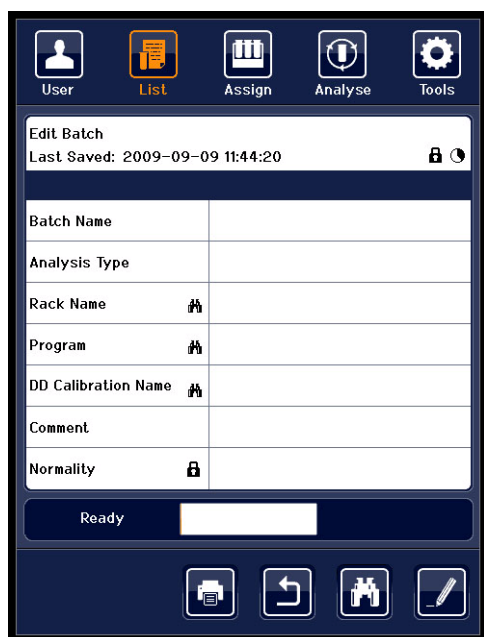 User List Assign Analyse Tools
Edit Batch
Last Saved: 2009-09-09 11:44:20
Batch Name
Analysis Type
Rack Name
Program
DD Calibration Name
Comment
Normality
Ready